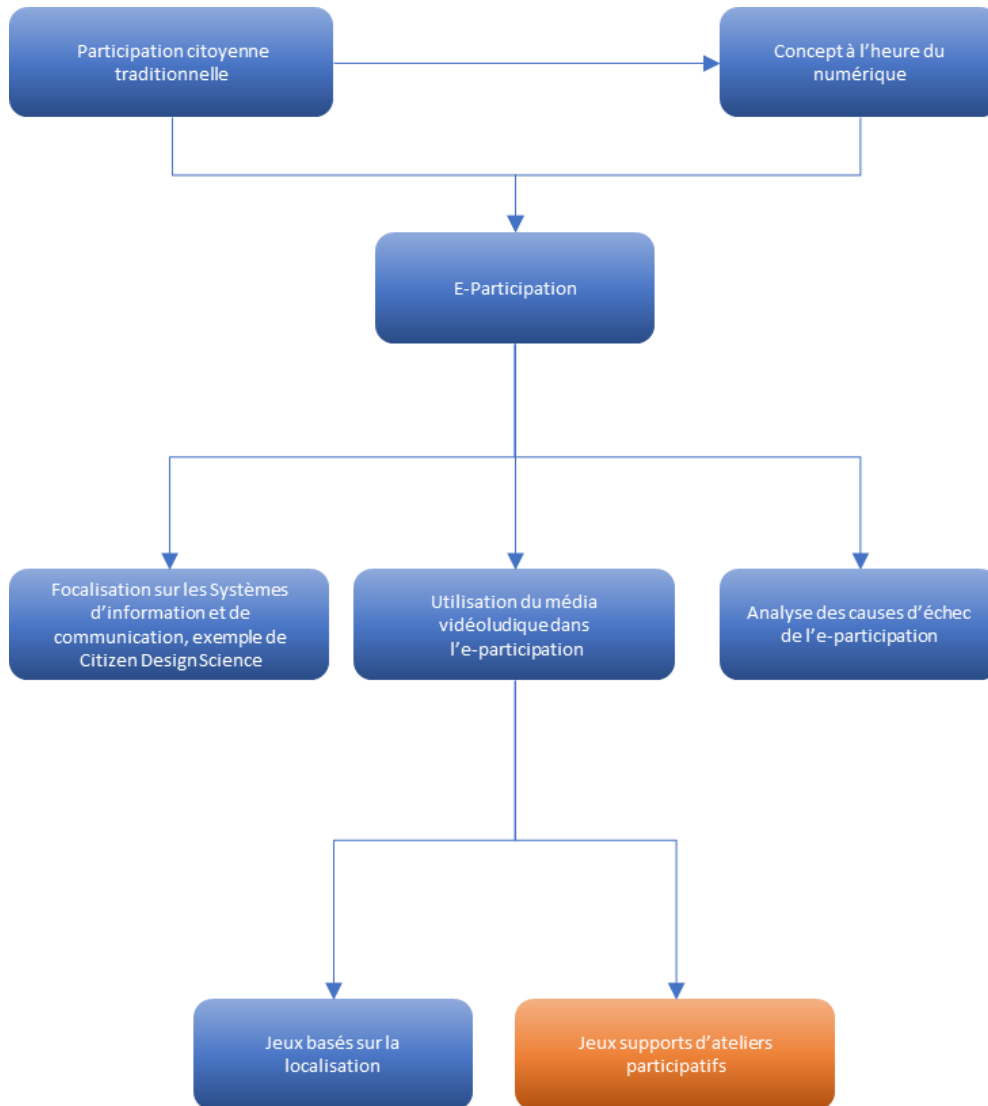 Participation citoyenne
traditionnelle
Concept à l’heure du
numérique
E-Participation
Focalisation sur les Systèmes
d’information et de
communication, exemple de
Citizen Design Science
Utilisation du média
vidéoludique dans
l’e-participation
Analyse des causes d’échec
de l’e-participation
Jeux basés sur la
localisation
Jeux supports d’ateliers
participatifs